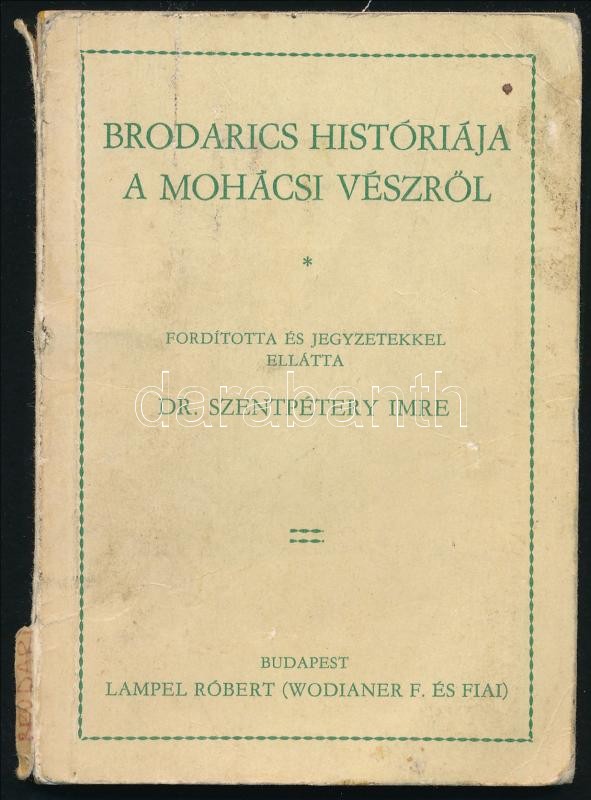 BRODARICS HISTÓRIÁJA
A MOHÁCSI VÉSZRŐL
*
FORDÍTOTTA ÉS JEGYZETEKKEL
ELLÁTTA
DR. SZENTPÉTERY IMRE
darabanth
BUDAPEST
LAMPEL RÓBERT (WODIANER F. ÉS FIAI)